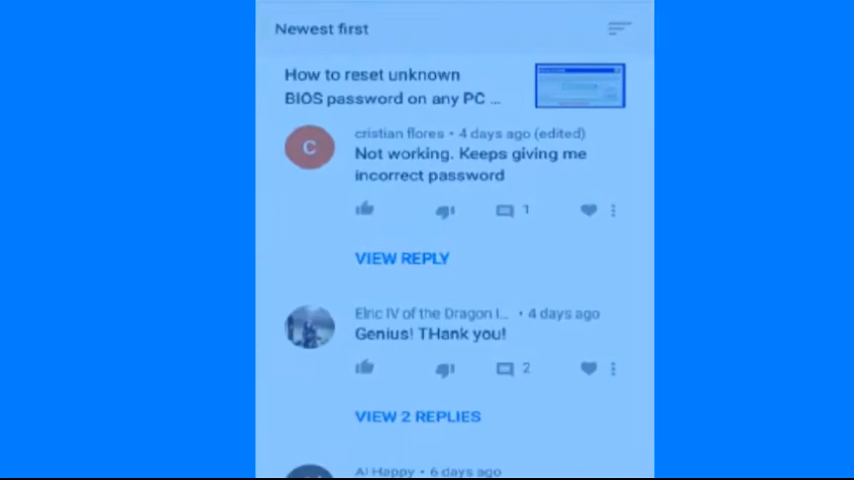 Newest first
How to reset unknown
BIOS password on any PC ...
C
cristian flores • 4 days ago (edited)
Not working. Keeps giving me
incorrect password
1
VIEW REPLY
Elric IV of the Dragon I... • 4 days ago
Genius! THank you!
2
VIEW 2 REPLIES
Al Happy • 6 days ago